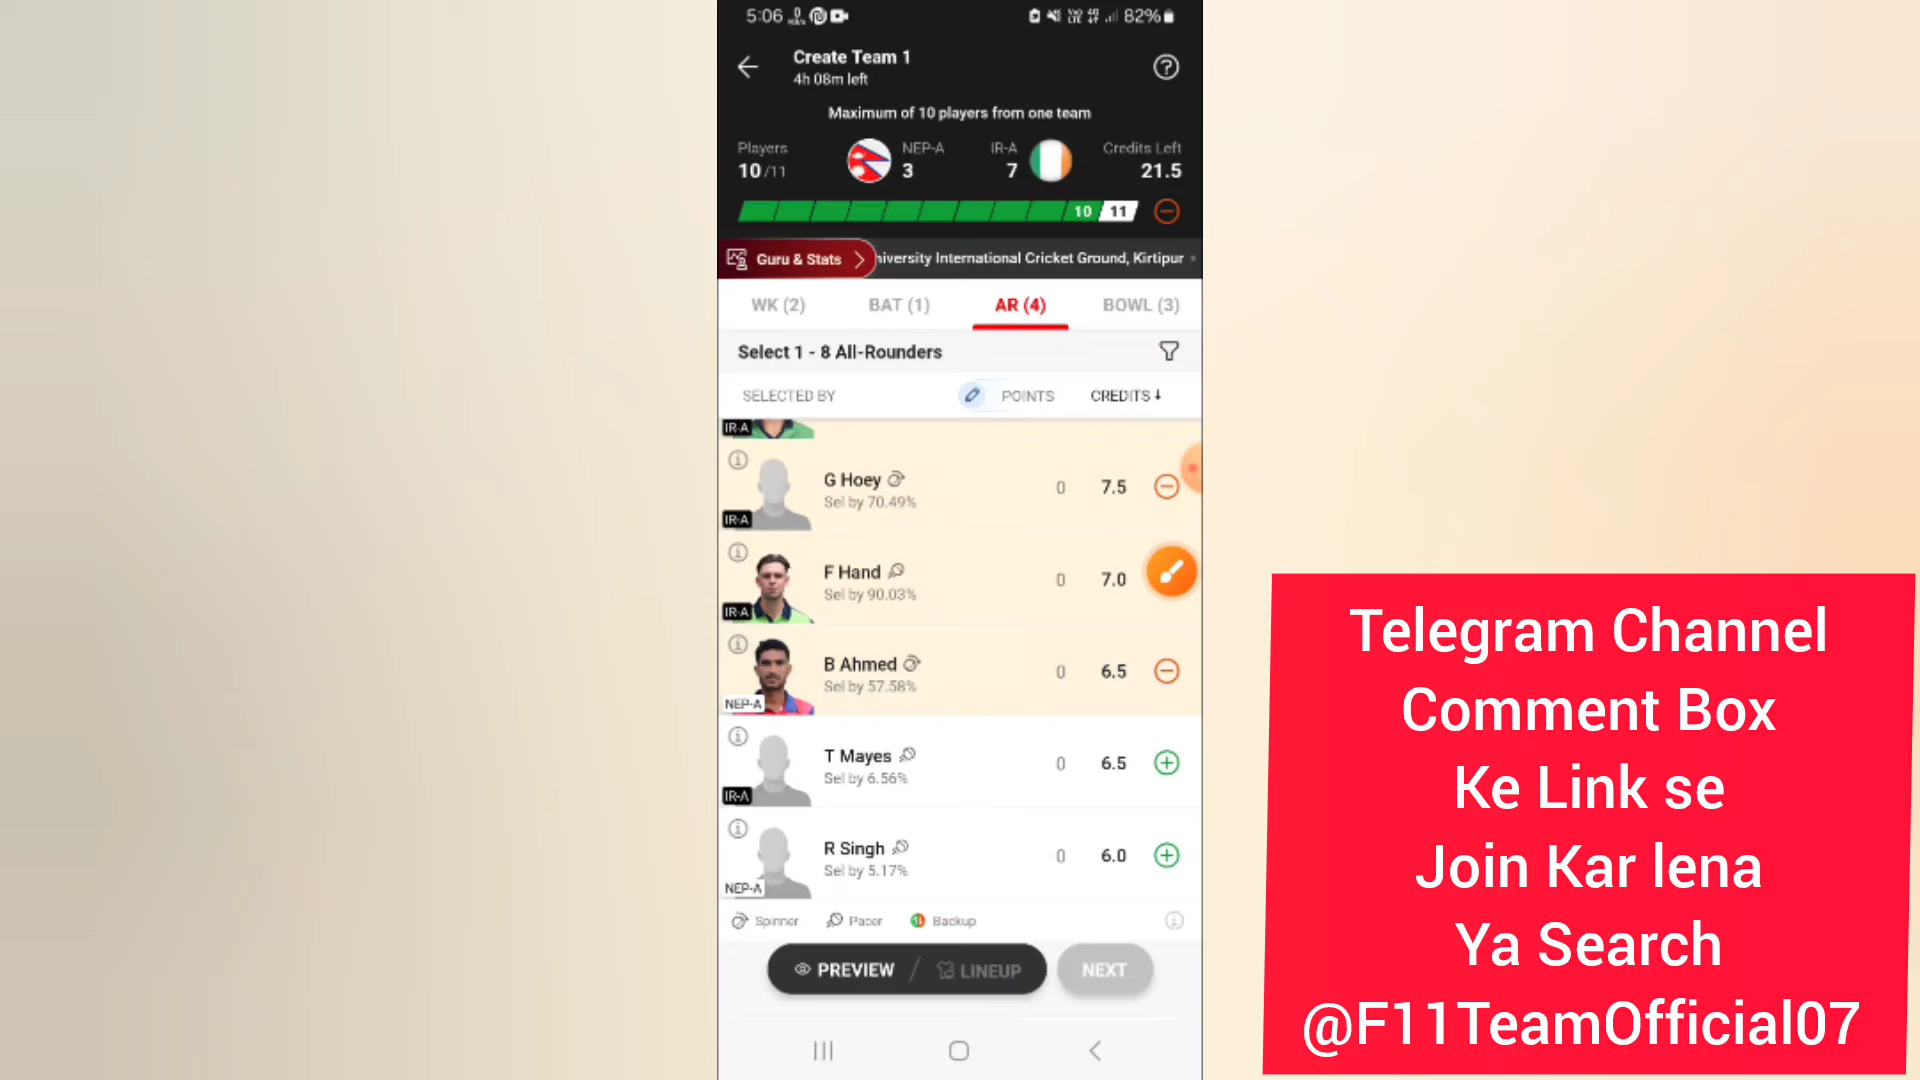 5:06
82%
Create Team 1
4h 08m left
Maximum of 10 players from one team
Players
10/11
NEP-A
3
IR-A
7
Credits Left
21.5
10
11
Guru & Stats
niversity International Cricket Ground, Kirtipur
WK (2)
BAT (1)
AR (4)
BOWL (3)
Select 1 - 8 All-Rounders
SELECTED BY
POINTS
CREDITS ↓
IR-A
G Hoey
Sel by 70.49%
0
7.5
IR-A
F Hand
Sel by 90.03%
0
7.0
IR-A
B Ahmed
Sel by 57.58%
0
6.5
NEP-A
T Mayes
Sel by 6.56%
0
6.5
IR-A
R Singh
Sel by 5.17%
0
6.0
NEP-A
Spinner
Pacer
Backup
PREVIEW / LINEUP
NEXT
Telegram Channel
Comment Box
Ke Link se
Join Kar lena
Ya Search
@F11TeamOfficial07